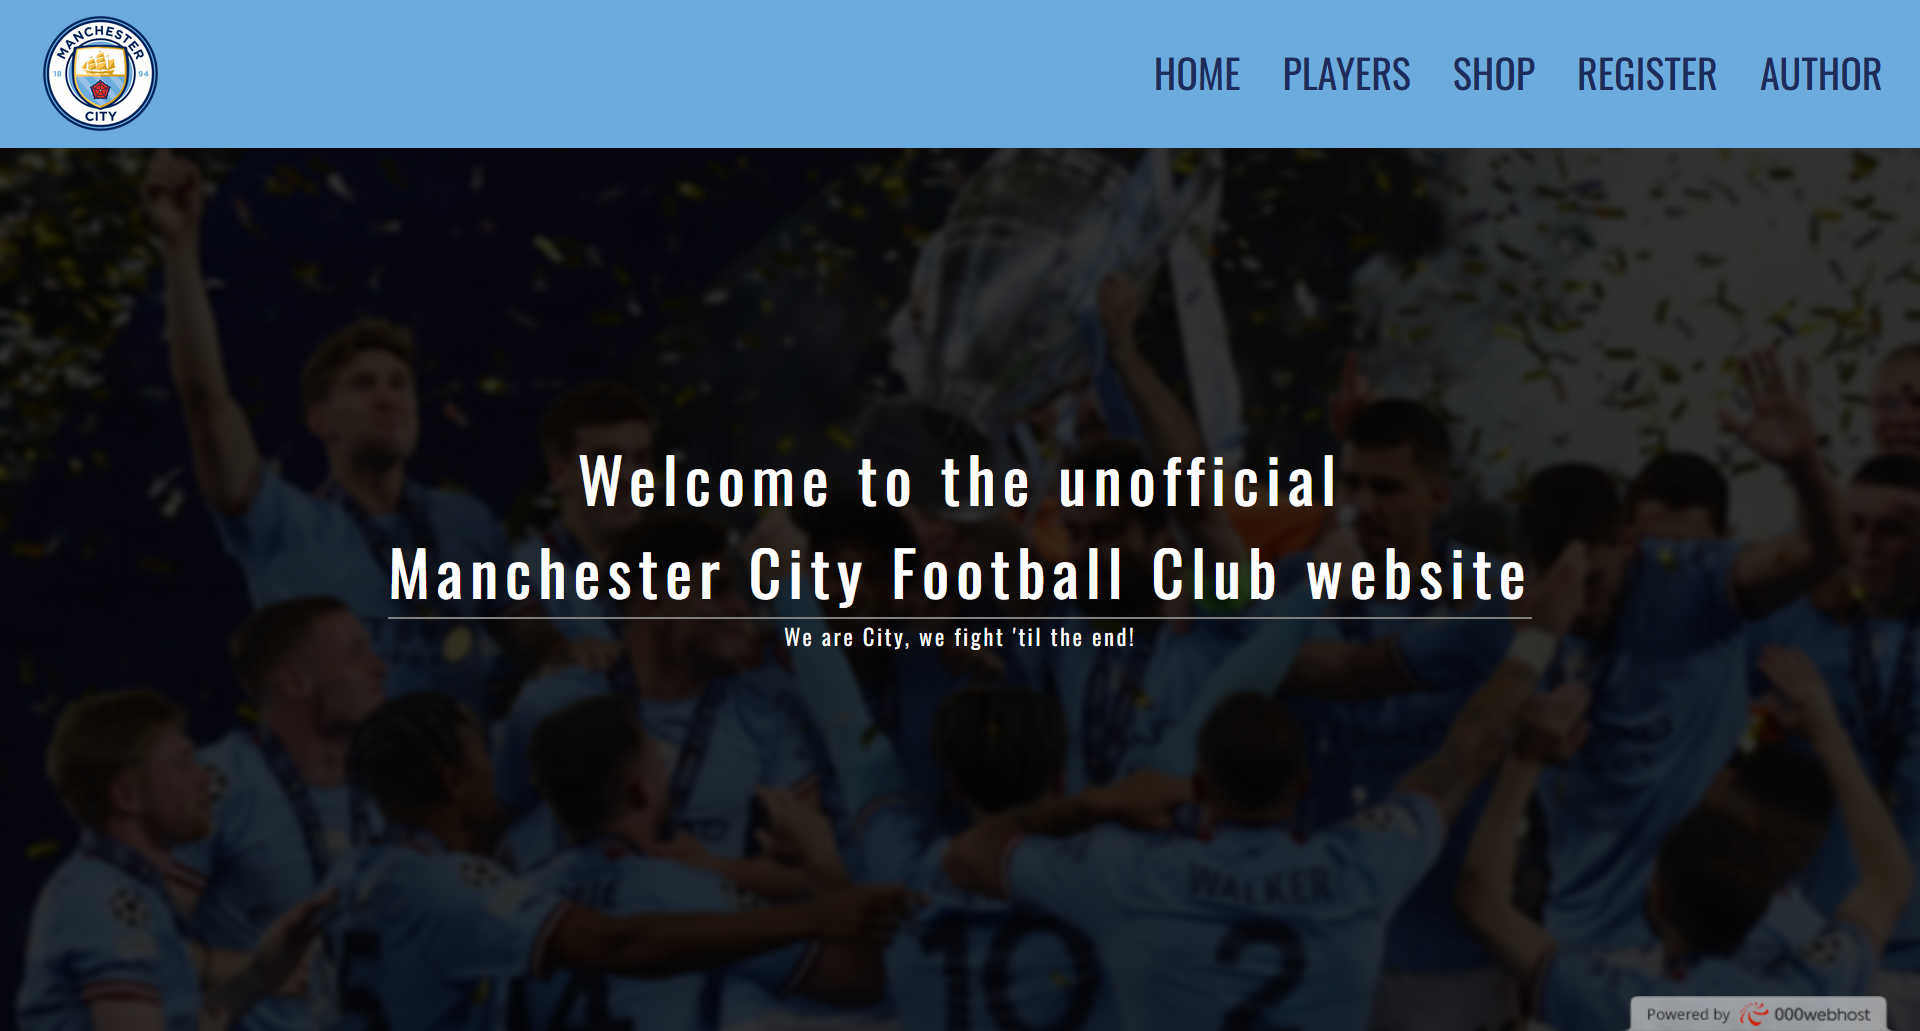 MANCHESTER
18 94
CITY
HOME PLAYERS SHOP REGISTER AUTHOR
Welcome to the unofficial
Manchester City Football Club website
We are City, we fight 'til the end!
WALKER
10 2
Powered by 000webhost